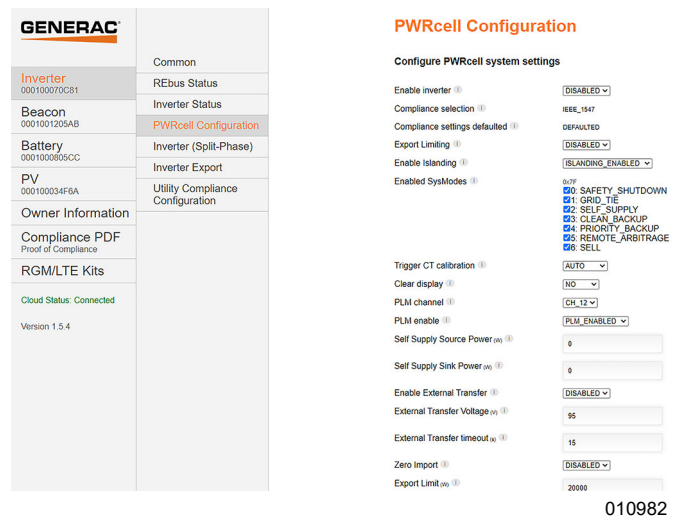 GENERAC
Inverter
000100070C81
Beacon
0001001205AB
Battery
0001000805CC
PV
000100034F6A
Owner Information
Compliance PDF
Proof of Compliance
RGM/LTE Kits
Cloud Status: Connected
Version 1.5.4
Common
REbus Status
Inverter Status
PWRcell Configuration
Inverter (Split-Phase)
Inverter Export
Utility Compliance
Configuration
PWRcell Configuration
Configure PWRcell system settings
Enable inverter i DISABLED
Compliance selection i IEEE_1547
Compliance settings defaulted i DEFAULTED
Export Limiting i DISABLED
Enable Islanding i ISLANDING_ENABLED
Enabled SysModes i 0x7F
0: SAFETY_SHUTDOWN
1: GRID_TIE
2: SELF_SUPPLY
3: CLEAN_BACKUP
4: PRIORITY_BACKUP
5: REMOTE_ARBITRAGE
6: SELL
Trigger CT calibration i AUTO
Clear display i NO
PLM channel i CH_12
PLM enable i PLM_ENABLED
Self Supply Source Power (W) i 0
Self Supply Sink Power (W) i 0
Enable External Transfer i DISABLED
External Transfer Voltage (V) i 95
External Transfer timeout (s) i 15
Zero Import i DISABLED
Export Limit (W) i 20000
010982